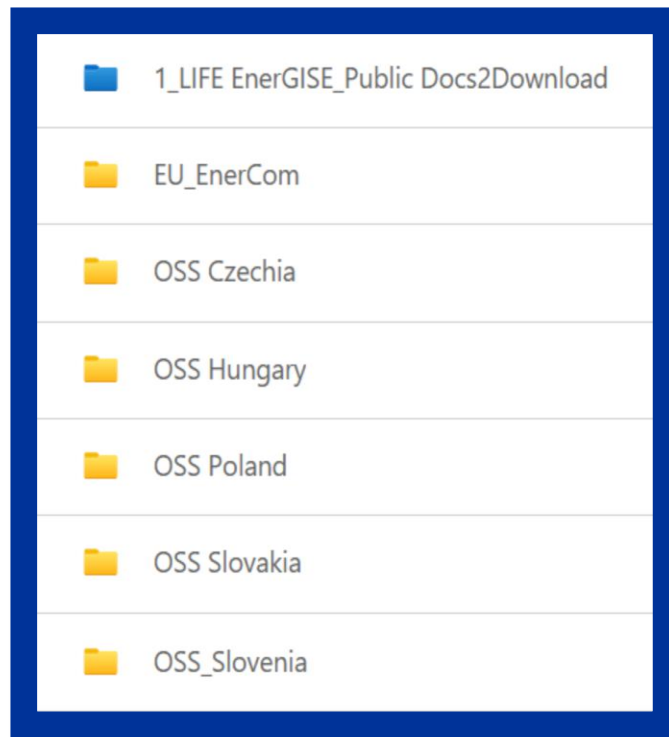 1_LIFE EnerGISE_Public Docs2Download
EU_EnerCom
OSS Czechia
OSS Hungary
OSS Poland
OSS Slovakia
OSS_Slovenia